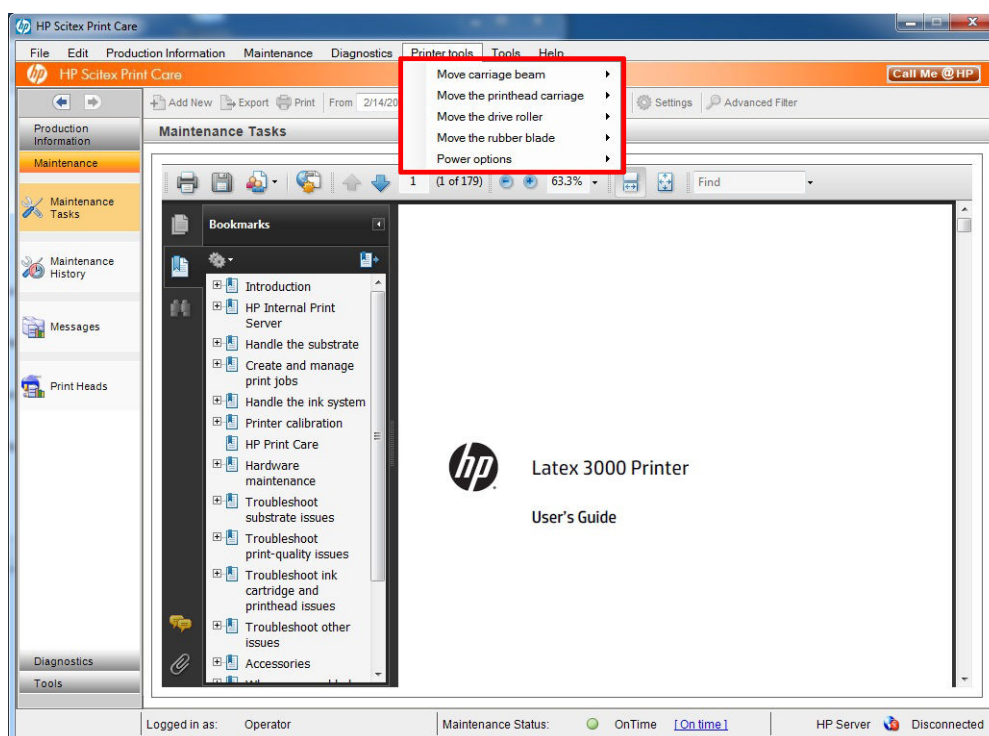 HP Scitex Print Care
File Edit Production Information Maintenance Diagnostics Printer tools Tools Help
hp HP Scitex Print Care
Call Me @ HP
Move carriage beam
Move the printhead carriage
Move the drive roller
Move the rubber blade
Power options
Add New Export Print From 2/14/20 Settings Advanced Filter
Production
Information
Maintenance Tasks
Maintenance
1 (1 of 179) 63.3% Find
Maintenance
Tasks
Maintenance
History
Messages
Print Heads
Bookmarks
Introduction
HP Internal Print
Server
Handle the substrate
Create and manage
print jobs
Handle the ink system
Printer calibration
HP Print Care
Hardware
maintenance
Troubleshoot
substrate issues
Troubleshoot
print-quality issues
Troubleshoot ink
cartridge and
printhead issues
Troubleshoot other
issues
Accessories
hp
Latex 3000 Printer
User's Guide
Diagnostics
Tools
Logged in as: Operator Maintenance Status: OnTime [ On time ] HP Server Disconnected